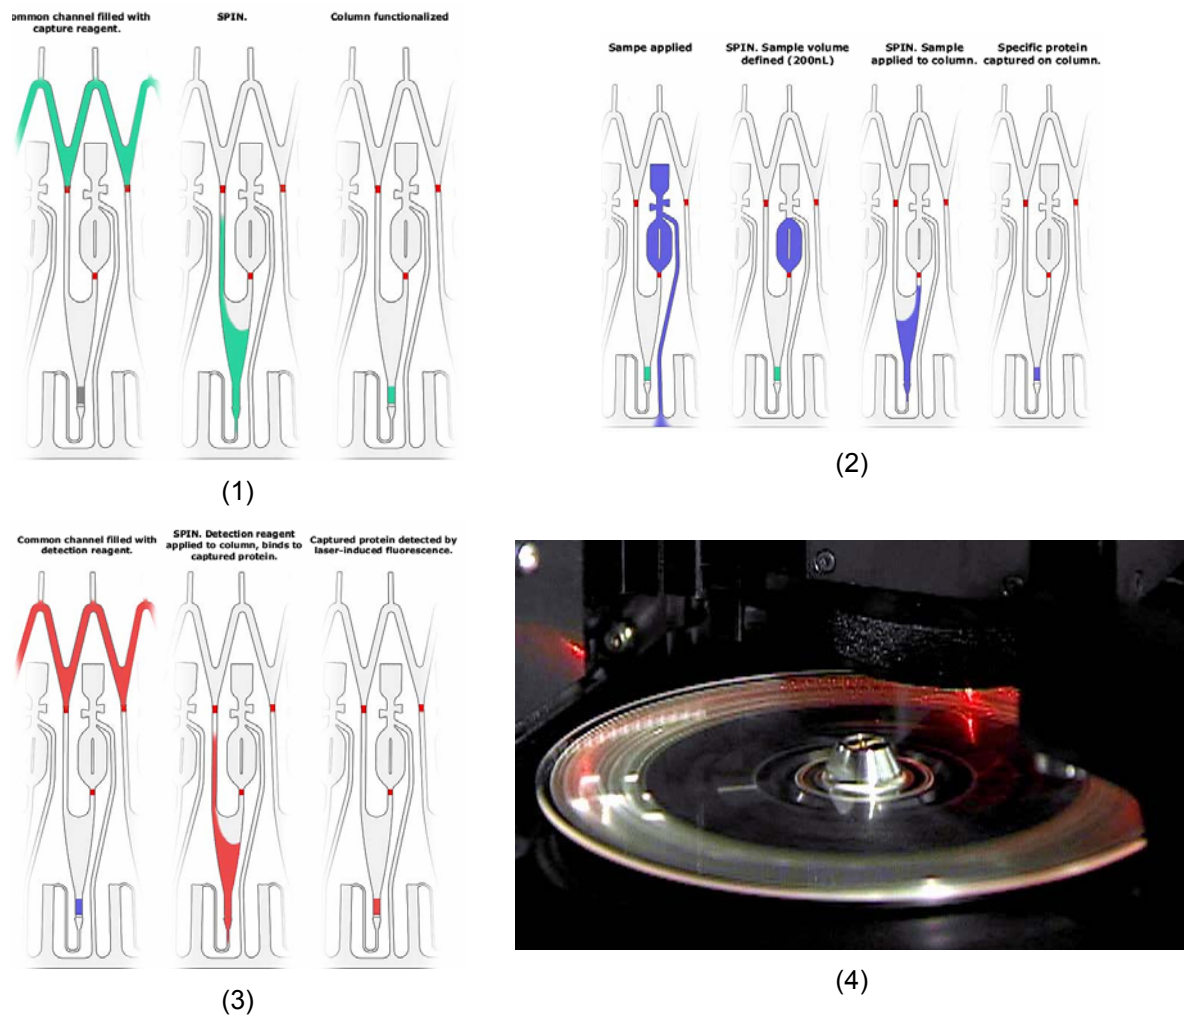 ommon channel filled with
capture reagent.
SPIN.
Column functionalized
(1)
Sampe applied
SPIN. Sample volume
defined (200nL)
SPIN. Sample
applied to column.
Specific protein
captured on column.
(2)
Common channel filled with
detection reagent.
SPIN. Detection reagent
applied to column, binds to
captured protein.
Captured protein detected by
laser-induced fluorescence.
(3)
(4)